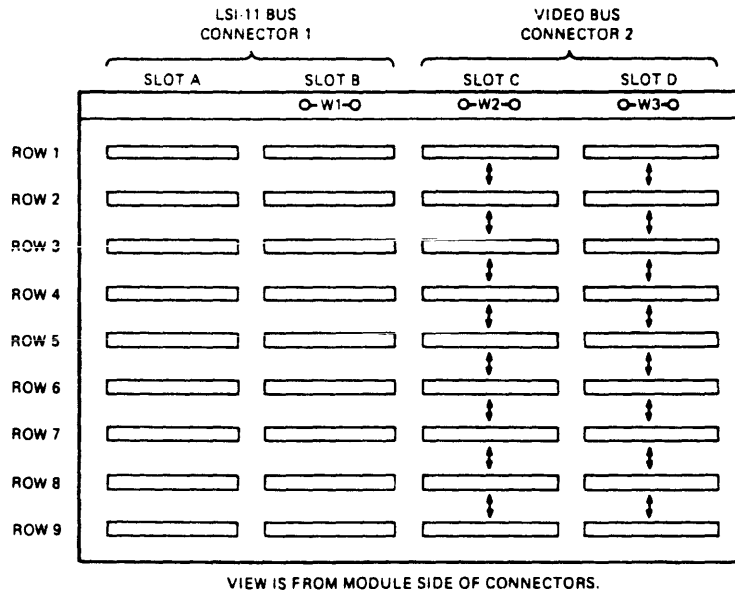 LSI-11 BUS
CONNECTOR 1
VIDEO BUS
CONNECTOR 2
SLOT A SLOT B SLOT C SLOT D
W1 W2 W3
ROW 1
ROW 2
ROW 3
ROW 4
ROW 5
ROW 6
ROW 7
ROW 8
ROW 9
VIEW IS FROM MODULE SIDE OF CONNECTORS.